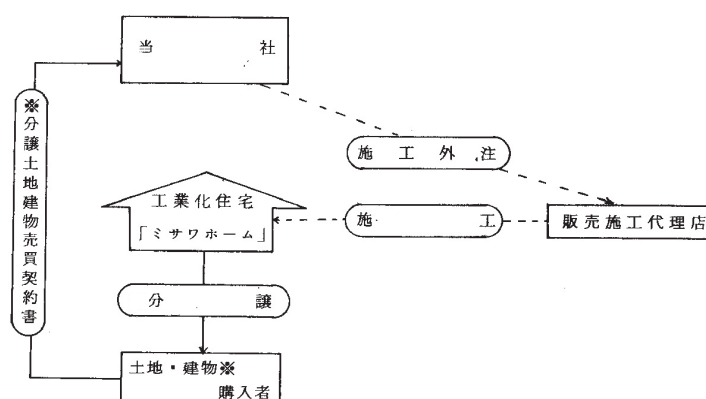 当社
※分譲土地建物売買契約書
施工外注
工業化住宅
「ミサワホーム」
施工
販売施工代理店
分譲
土地・建物※
購入者